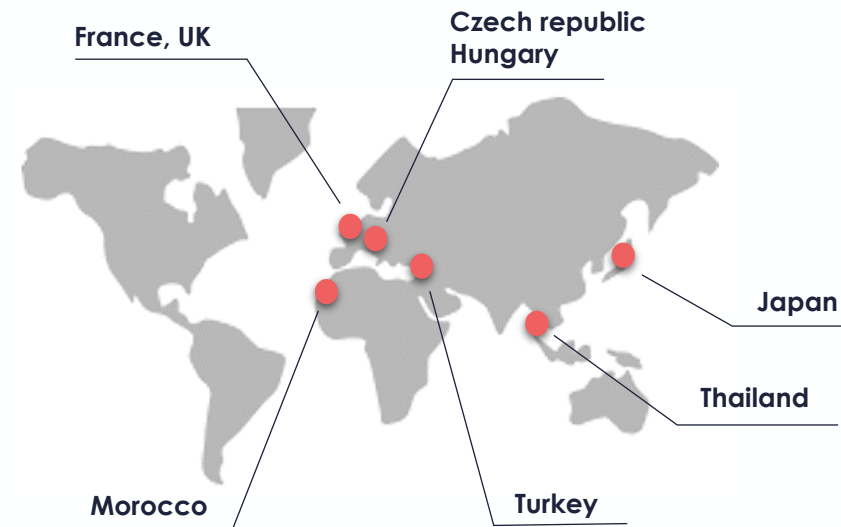 France, UK
Czech republic
Hungary
Japan
Thailand
Morocco
Turkey